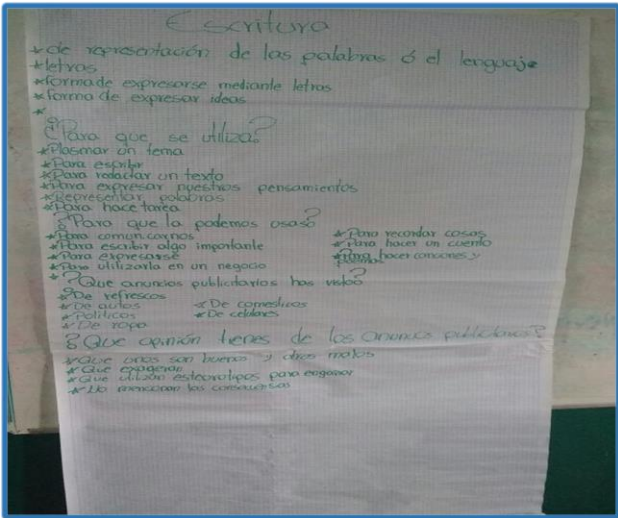 Escritura
* de representación de las palabras ó el lenguaje
* letras
* forma de expresarse mediante letras
* forma de expresar ideas
*
¿Para que se utiliza?
* Plasmar un tema
* Para escribir
* Para redactar un texto
* Para expresar nuestros pensamientos
* Representar palabras
* Para hace tarea
¿Para que la podemos usas?
* Para comunicarnos
* Para escribir algo importante
* Para expresarse
* Para utilizarla en un negocio
* Para recordar cosas
* Para hacer un cuento
* Para hacer canciones y
poemas
* ¿Que anuncios publicitarios has visto?
* De refrescos
* De autos
* Politicos
* De ropa
* De cosmeticos
* De celulares
¿Que opinión tienes de los anuncios publicitarios?
* Que unos son buenos y otros malos
* Que exageran
* Que utilizan estereotipos para enganar
* No mencionan las consecuencias